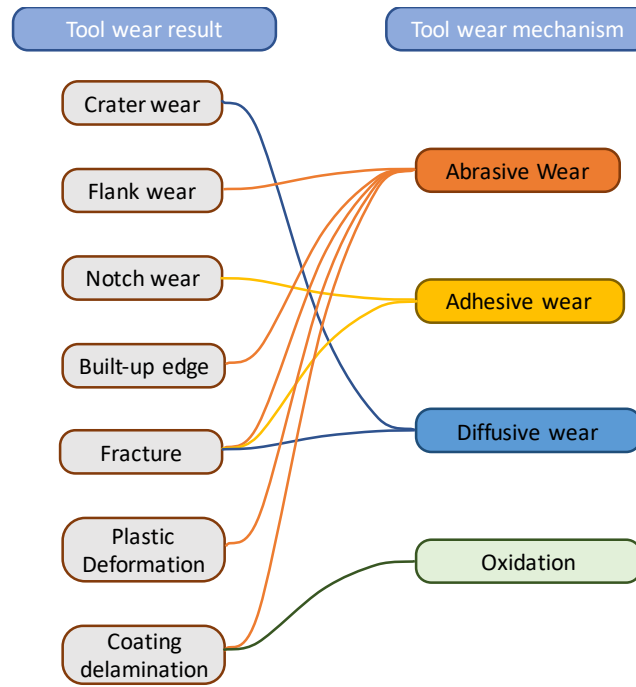 Tool wear result
Tool wear mechanism
Crater wear
Flank wear
Notch wear
Built-up edge
Fracture
Plastic
Deformation
Coating
delamination
Abrasive Wear
Adhesive wear
Diffusive wear
Oxidation